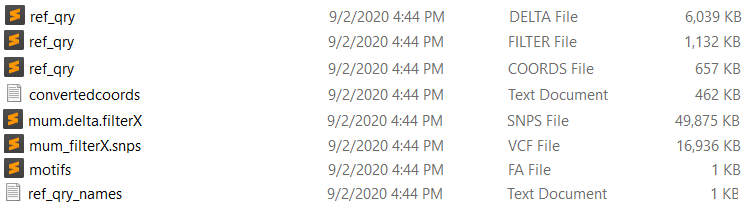 ref_qry 9/2/2020 4:44 PM DELTA File 6,039 KB
ref_qry 9/2/2020 4:44 PM FILTER File 1,132 KB
ref_qry 9/2/2020 4:44 PM COORDS File 657 KB
convertedcoords 9/2/2020 4:44 PM Text Document 462 KB
mum.delta.filterX 9/2/2020 4:44 PM SNPS File 49,875 KB
mum_filterX.snps 9/2/2020 4:44 PM VCF File 16,936 KB
motifs 9/2/2020 4:44 PM FA File 1 KB
ref_qry_names 9/2/2020 4:44 PM Text Document 1 KB